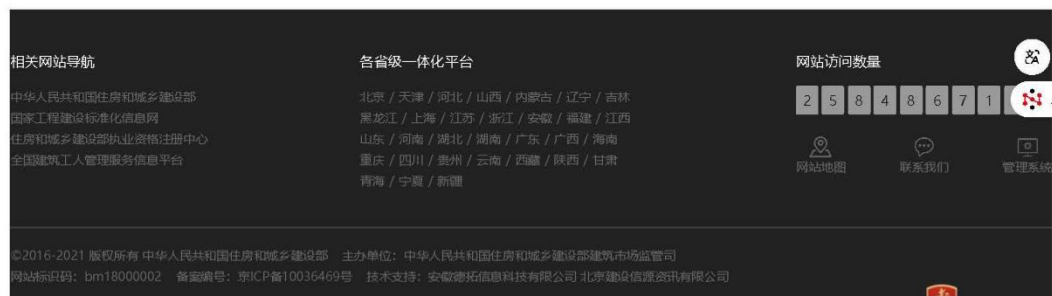 相关网站导航
中华人民共和国住房和城乡建设部
国家工程建设标准化信息网
住房和城乡建设部执业资格注册中心
全国建筑工人管理服务信息平台
各省级一体化平台
北京 / 天津 / 河北 / 山西 / 内蒙古 / 辽宁 / 吉林
黑龙江 / 上海 / 江苏 / 浙江 / 安徽 / 福建 / 江西
山东 / 河南 / 湖北 / 湖南 / 广东 / 广西 / 海南
重庆 / 四川 / 贵州 / 云南 / 西藏 / 陕西 / 甘肃
青海 / 宁夏 / 新疆
网站访问数量
2 5 8 4 8 6 7 1
网站地图
联系我们
管理系统
©2016-2021 版权所有 中华人民共和国住房和城乡建设部 主办单位：中华人民共和国住房和城乡建设部建筑市场监管司
网站标识码：bm18000002 备案编号：京ICP备10036469号 技术支持：安徽德拓信息科技有限公司 北京建设信源资讯有限公司